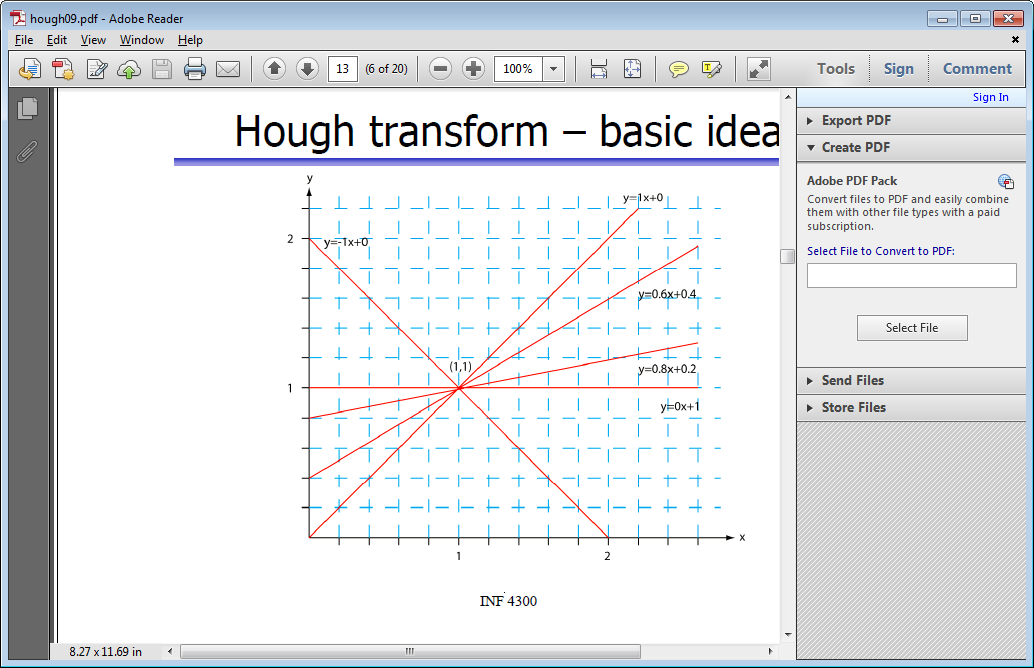 hough09.pdf - Adobe Reader
File Edit View Window Help
13 (6 of 20) 100% Tools Sign Comment
Sign In
Export PDF
Create PDF
Adobe PDF Pack
Convert files to PDF and easily combine
them with other file types with a paid
subscription.
Select File to Convert to PDF:
Select File
Send Files
Store Files
Hough transform – basic idea
y
y=1x+0
2
y=-1x+0
y=0.6x+0.4
(1,1)
y=0.8x+0.2
1
y=0x+1
x
1 2
INF 4300
8.27 x 11.69 in